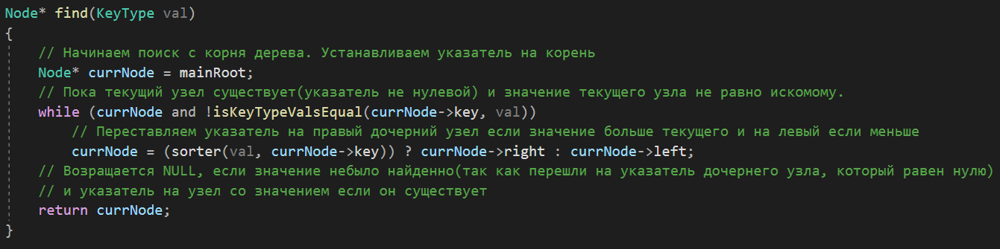 Node* find(KeyType val)
{
    // Начинаем поиск с корня дерева. Устанавливаем указатель на корень
    Node* currNode = mainRoot;
    // Пока текущий узел существует(указатель не нулевой) и значение текущего узла не равно искомому.
    while (currNode and !isKeyTypeValsEqual(currNode->key, val))
        // Переставляем указатель на правый дочерний узел если значение больше текущего и на левый если меньше
        currNode = (sorter(val, currNode->key)) ? currNode->right : currNode->left;
    // Возращается NULL, если значение небыло найденно(так как перешли на указатель дочернего узла, который равен нулю)
    // и указатель на узел со значением если он существует
    return currNode;
}